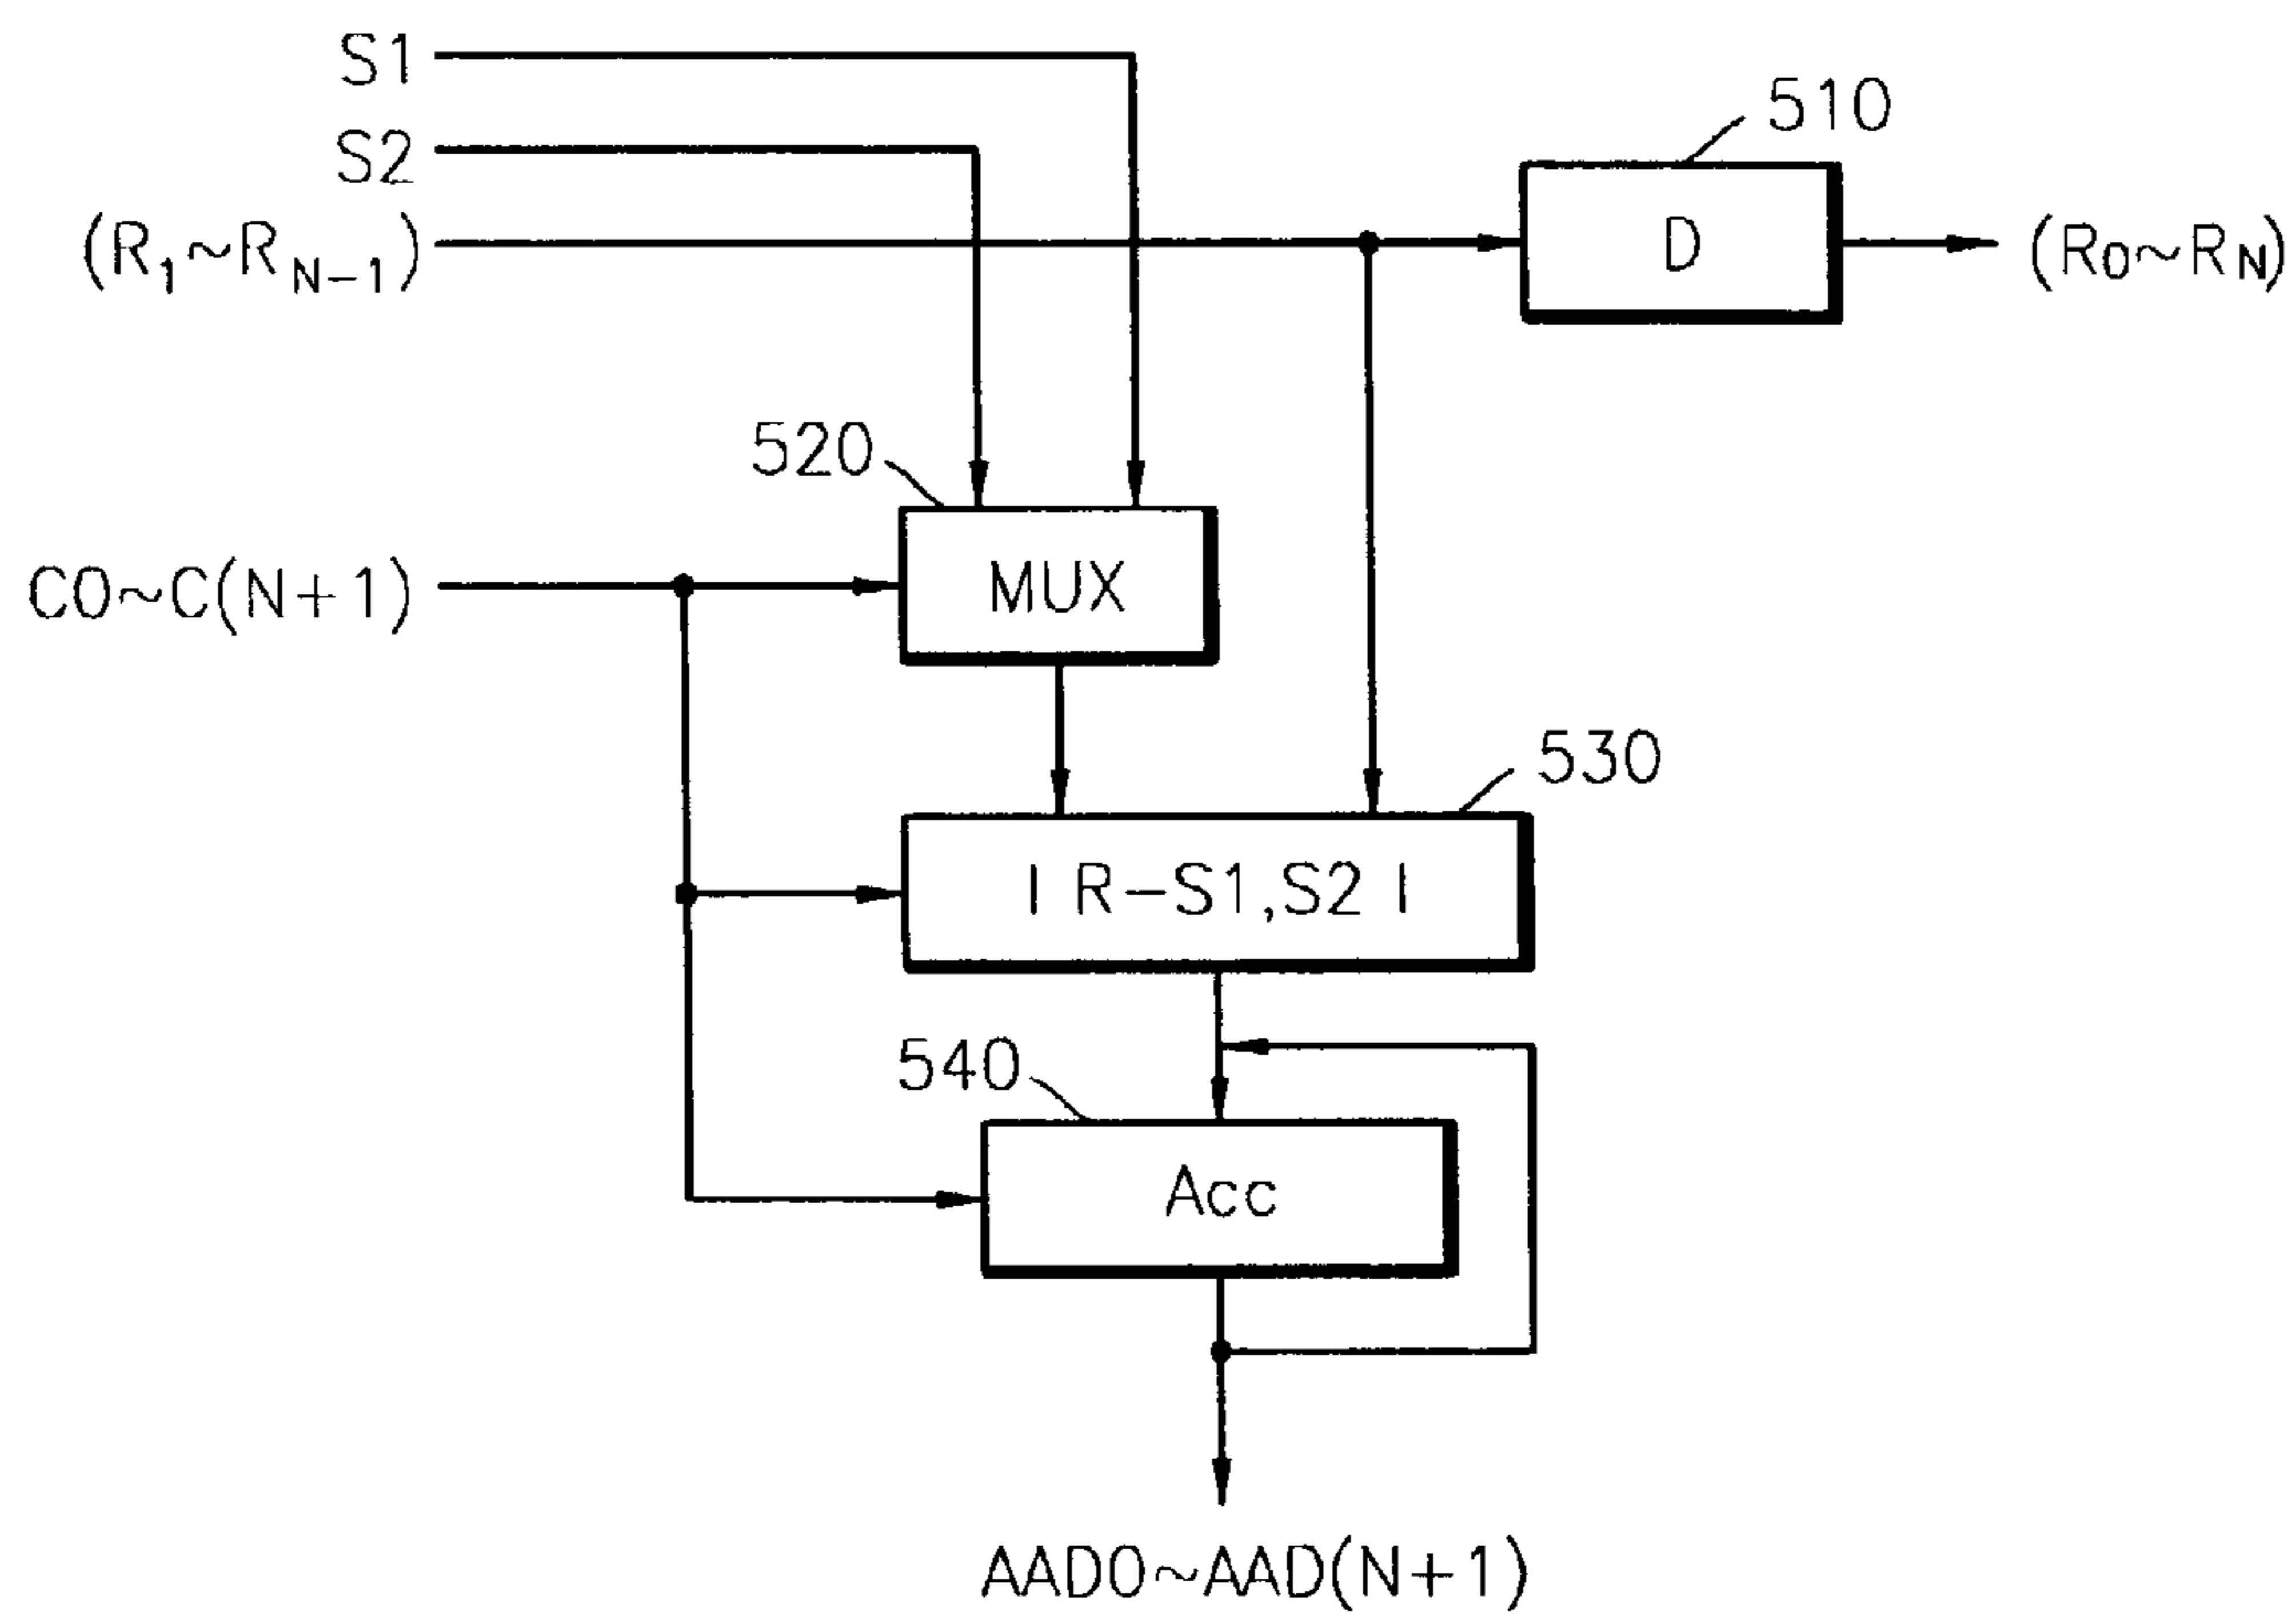 S1
510
S2
(R1~RN-1)
D
(R0~RN)
520
C0~C(N+1)
MUX
530
| R-S1,S2 |
540
Acc
AAD0~AAD(N+1)